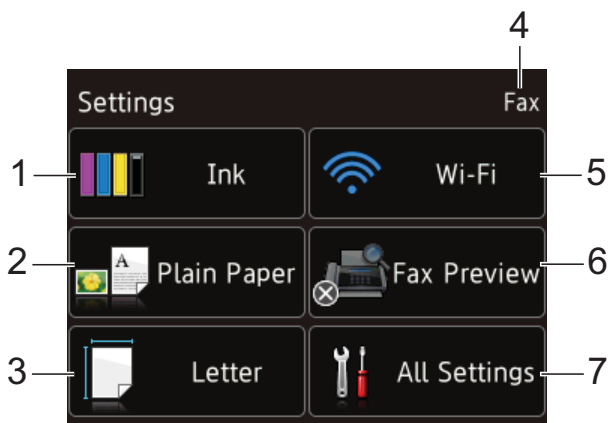 4
Settings Fax
1 Ink Wi-Fi 5
2 A Plain Paper Fax Preview 6
3 Letter All Settings 7